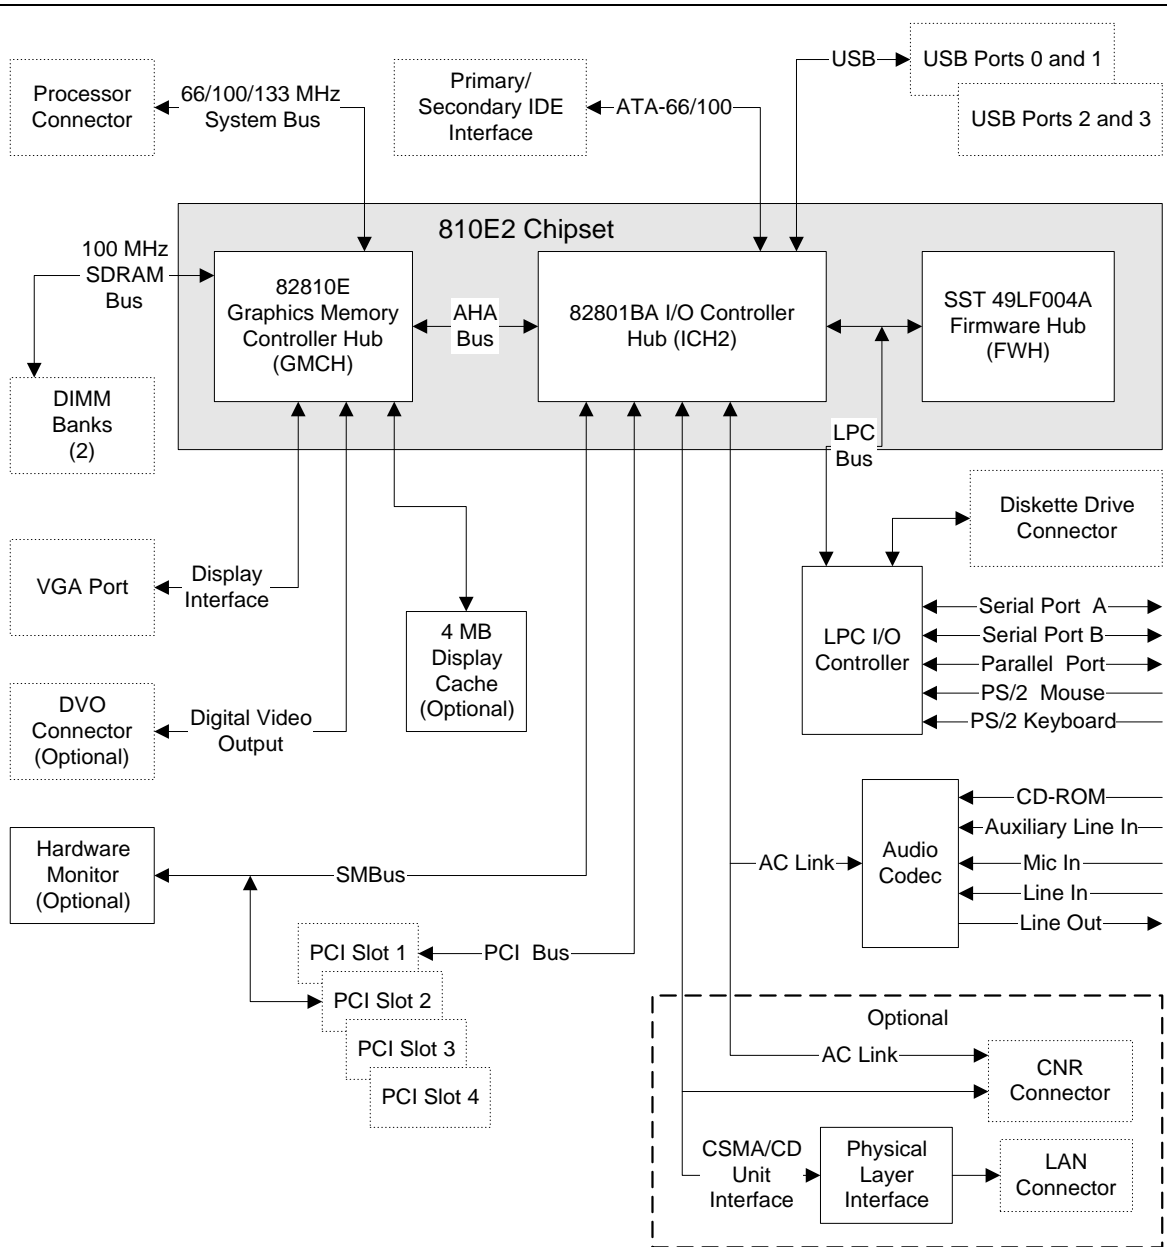 Processor
Connector
66/100/133 MHz
System Bus
Primary/
Secondary IDE
Interface
ATA-66/100
USB
USB Ports 0 and 1
USB Ports 2 and 3
810E2 Chipset
100 MHz
SDRAM
Bus
82810E
Graphics Memory
Controller Hub
(GMCH)
AHA
Bus
82801BA I/O Controller
Hub (ICH2)
SST 49LF004A
Firmware Hub
(FWH)
DIMM
Banks
(2)
LPC
Bus
Diskette Drive
Connector
VGA Port
Display
Interface
4 MB
Display
Cache
(Optional)
LPC I/O
Controller
Serial Port A
Serial Port B
Parallel Port
PS/2 Mouse
PS/2 Keyboard
DVO
Connector
(Optional)
Digital Video
Output
Hardware
Monitor
(Optional)
SMBus
AC Link
Audio
Codec
CD-ROM
Auxiliary Line In
Mic In
Line In
Line Out
PCI Slot 1
PCI Bus
PCI Slot 2
PCI Slot 3
PCI Slot 4
Optional
AC Link
CNR
Connector
CSMA/CD
Unit
Interface
Physical
Layer
Interface
LAN
Connector